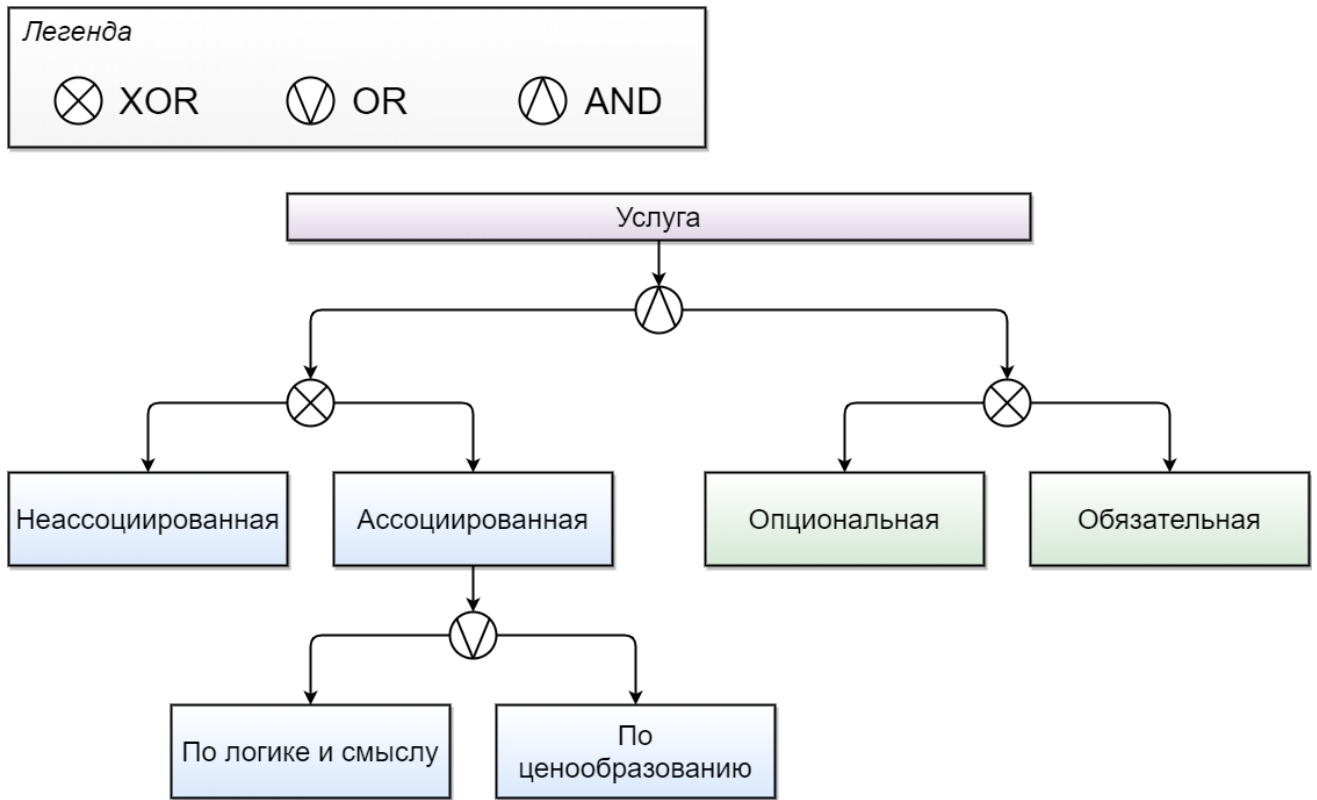 Легенда
XOR
OR
AND
Услуга
Неассоциированная
Ассоциированная
Опциональная
Обязательная
По логике и смыслу
По
ценообразованию